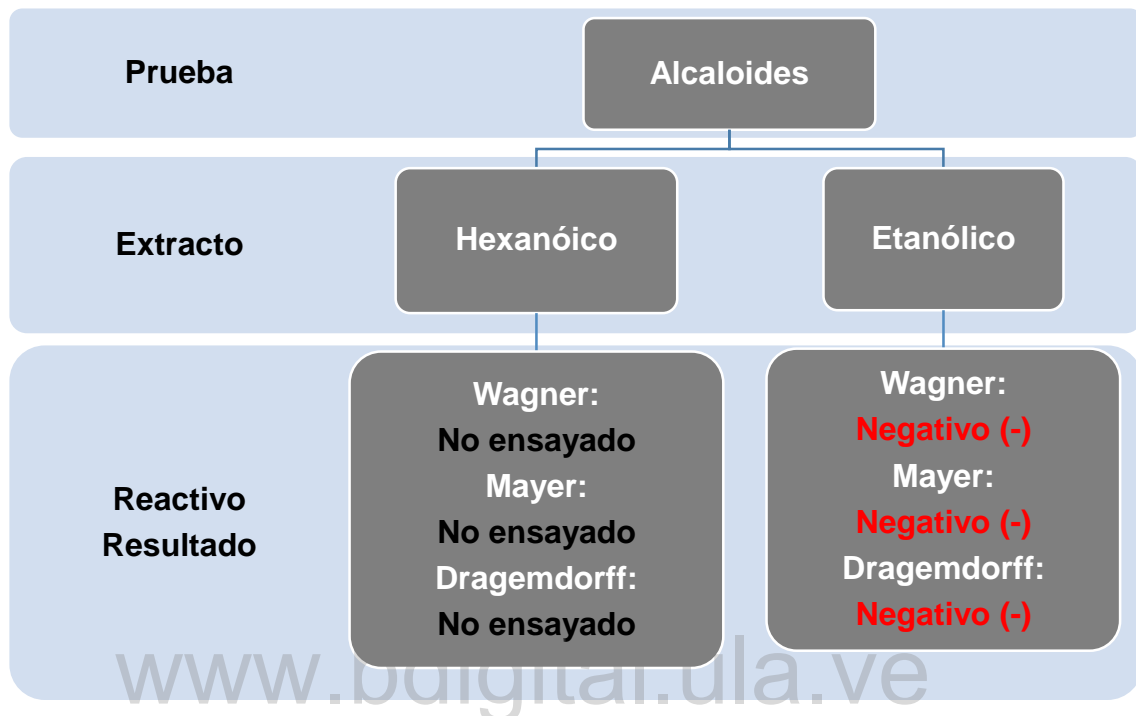 Prueba
Alcaloides
Extracto
Hexanóico
Etanólico
Reactivo
Resultado
Wagner:
No ensayado
Mayer:
No ensayado
Dragemdorff:
No ensayado
Wagner:
Negativo (-)
Mayer:
Negativo (-)
Dragemdorff:
Negativo (-)
www.bdigital.ula.ve